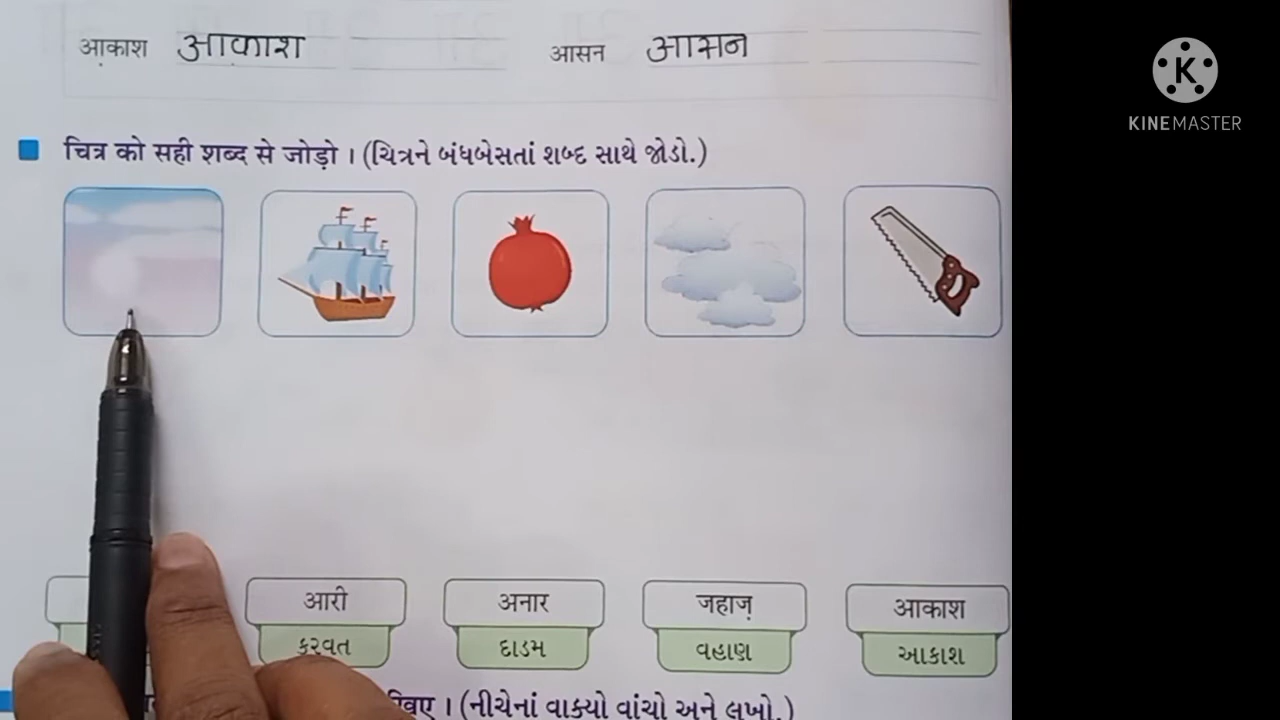 आकाश आकाश आसन आसन
चित्र को सही शब्द से जोड़ो । (ચિત્રને બંધબેસતાં શબ્દ સાથે જોડો.)
आरी अनार जहाज़ आकाश
કરવત દાડમ વહાણ આકાશ
। (નીચેનાં વાક્યો વાંચો અને લખો.)
KINEMASTER